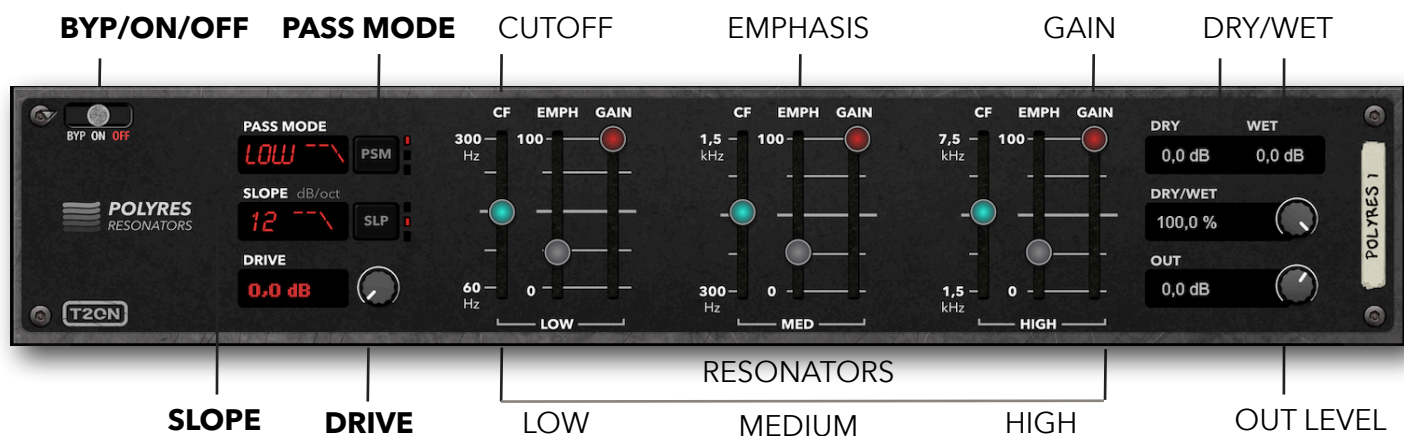 BYP/ON/OFF PASS MODE CUTOFF EMPHASIS GAIN DRY/WET
BYP ON OFF
PASS MODE
LOW PSM
SLOPE dB/oct
12 SLP
DRIVE
0,0 dB
POLYRES
RESONATORS
T2ON
CF EMPH GAIN
300 Hz 100
60 Hz 0
LOW
CF EMPH GAIN
1,5 kHz 100
300 Hz 0
MED
CF EMPH GAIN
7,5 kHz 100
1,5 kHz 0
HIGH
DRY WET
0,0 dB 0,0 dB
DRY/WET
100,0 %
OUT
0,0 dB
POLYRES 1
RESONATORS
SLOPE DRIVE LOW MEDIUM HIGH OUT LEVEL